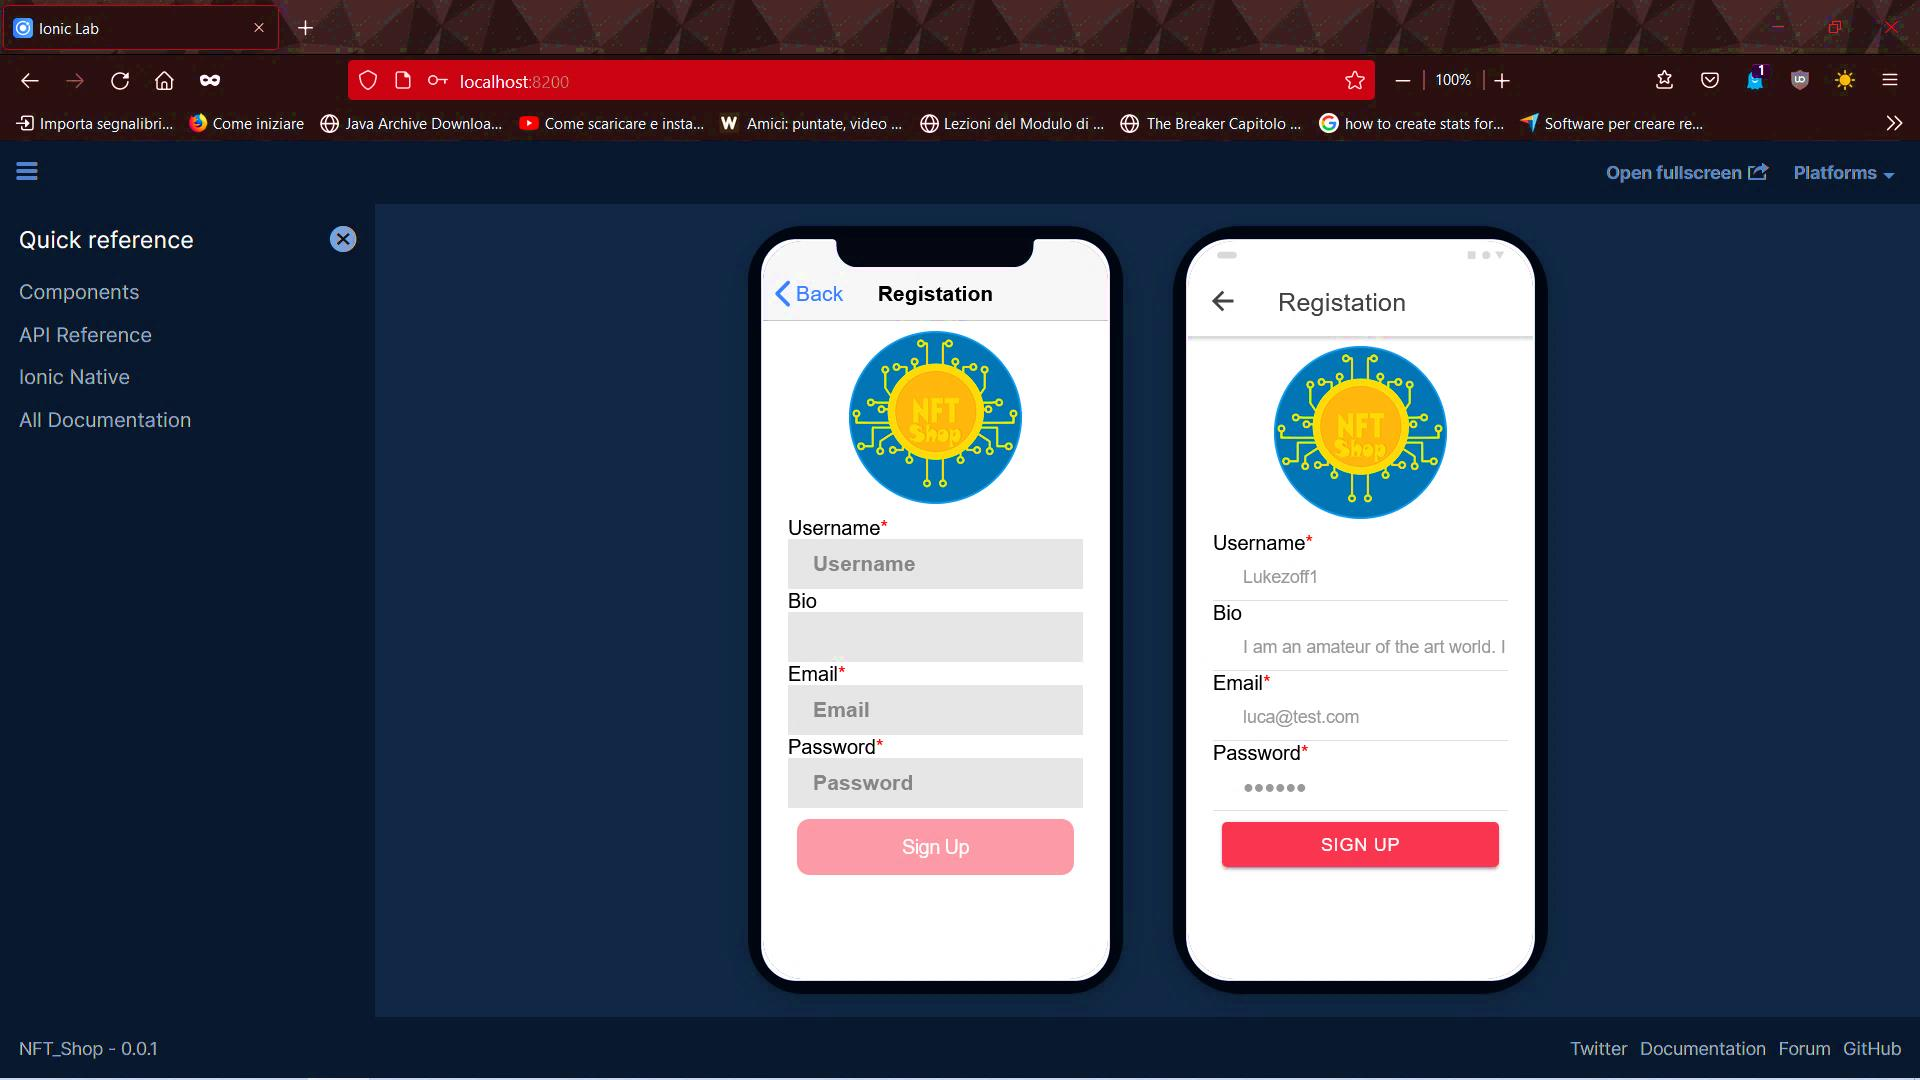 Ionic Lab
localhost:8200
100%
1
Importa segnalibri...
Come iniziare
Java Archive Downloa...
Come scaricare e insta...
Amici: puntate, video ...
Lezioni del Modulo di ...
The Breaker Capitolo ...
how to create stats for...
Software per creare re...
Open fullscreen
Platforms
Quick reference
Components
API Reference
Ionic Native
All Documentation
Back
Registation
NFT
Shop
Username*
Username
Bio
Email*
Email
Password*
Password
Sign Up
Registation
NFT
Shop
Username*
Lukezoff1
Bio
I am an amateur of the art world. I
Email*
luca@test.com
Password*
••••••
SIGN UP
NFT_Shop - 0.0.1
Twitter Documentation Forum GitHub